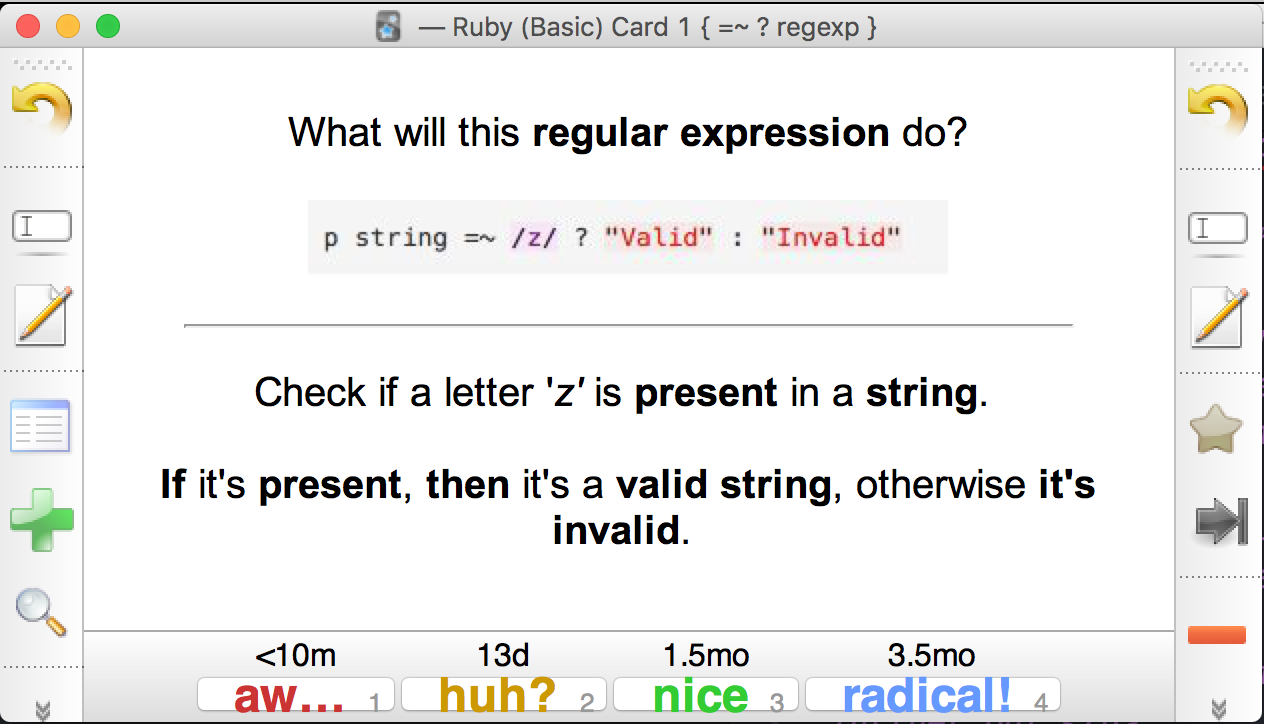 — Ruby (Basic) Card 1 { =~ ? regexp }
What will this regular expression do?
p string =~ /z/ ? "Valid" : "Invalid"
Check if a letter 'z' is present in a string.
If it's present, then it's a valid string, otherwise it's
invalid.
<10m 13d 1.5mo 3.5mo
aw... 1 huh? 2 nice 3 radical! 4